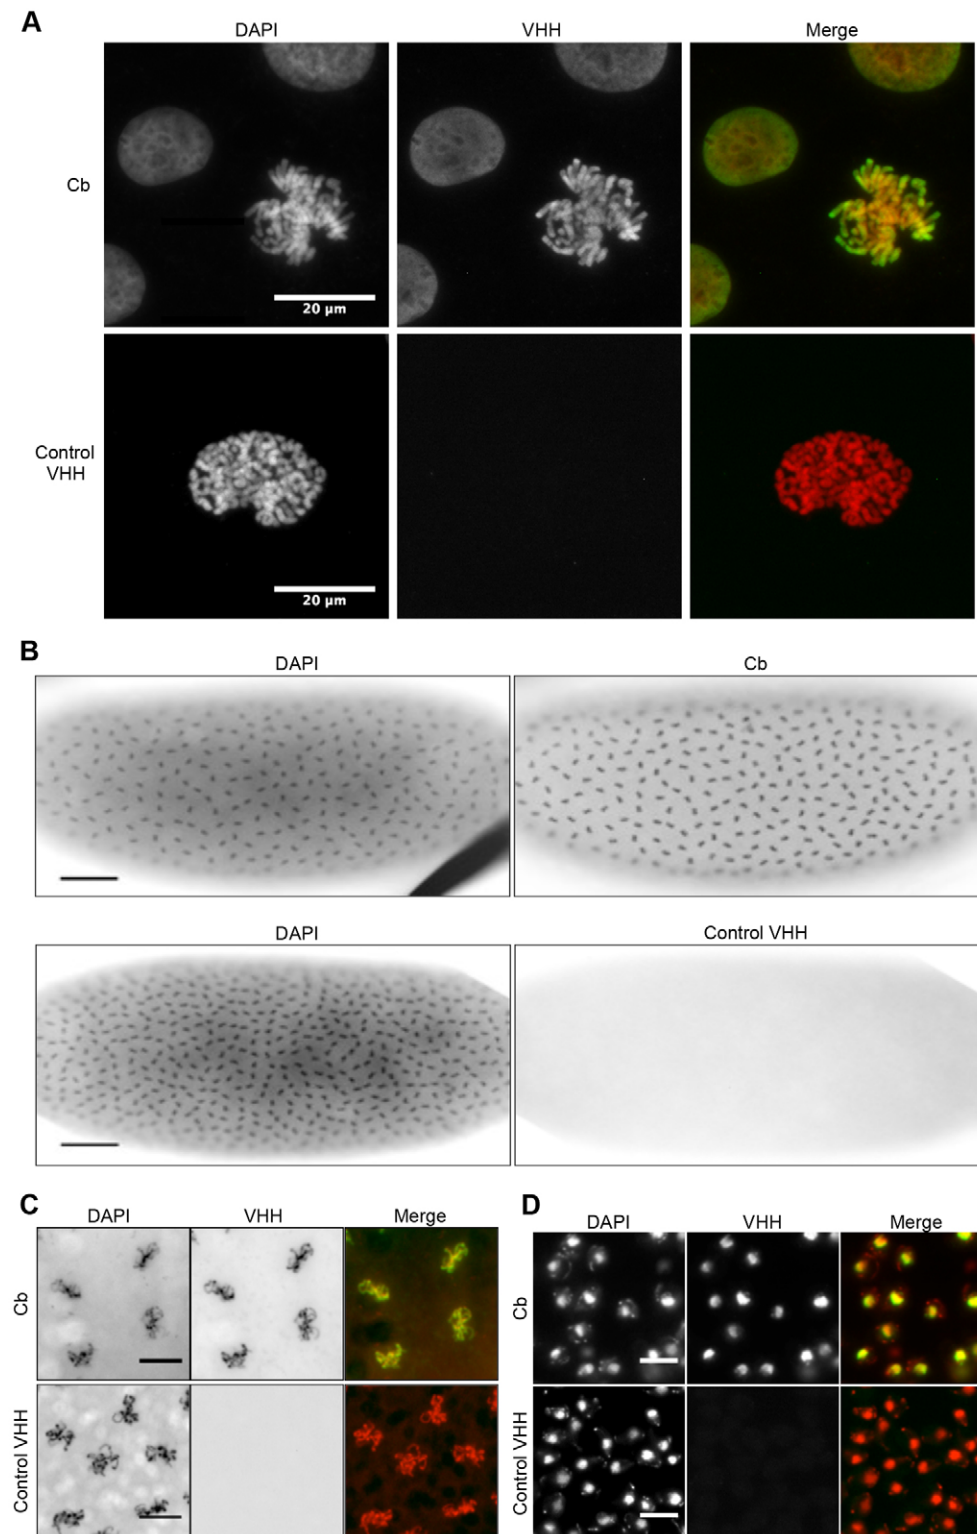 A
DAPI VHH Merge
Cb
20 µm
Control
VHH
20 µm
B
DAPI Cb
DAPI Control VHH
C
DAPI VHH Merge
Cb
Control VHH
D
DAPI VHH Merge
Cb
Control VHH